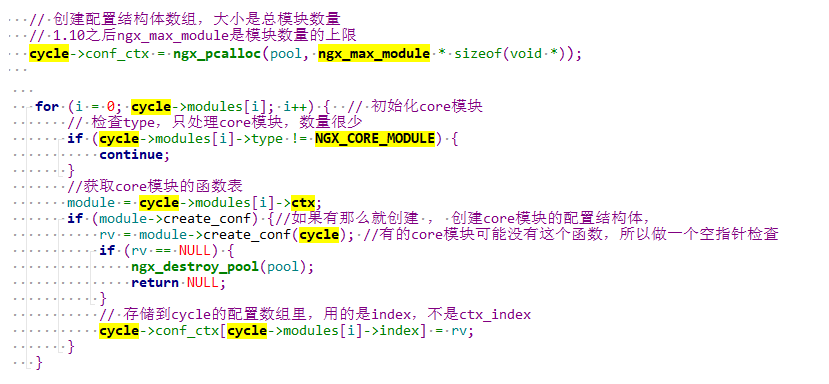 // 创建配置结构体数组，大小是总模块数量
// 1.10之后ngx_max_module是模块数量的上限
cycle->conf_ctx = ngx_pcalloc(pool, ngx_max_module * sizeof(void *));
for (i = 0; cycle->modules[i]; i++) { // 初始化core模块
// 检查type，只处理core模块，数量很少
if (cycle->modules[i]->type != NGX_CORE_MODULE) {
continue;
}
//获取core模块的函数表
module = cycle->modules[i]->ctx;
if (module->create_conf) {//如果有那么就创建 ， 创建core模块的配置结构体，
rv = module->create_conf(cycle); //有的core模块可能没有这个函数，所以做一个空指针检查
if (rv == NULL) {
ngx_destroy_pool(pool);
return NULL;
}
// 存储到cycle的配置数组里，用的是index，不是ctx_index
cycle->conf_ctx[cycle->modules[i]->index] = rv;
}
}